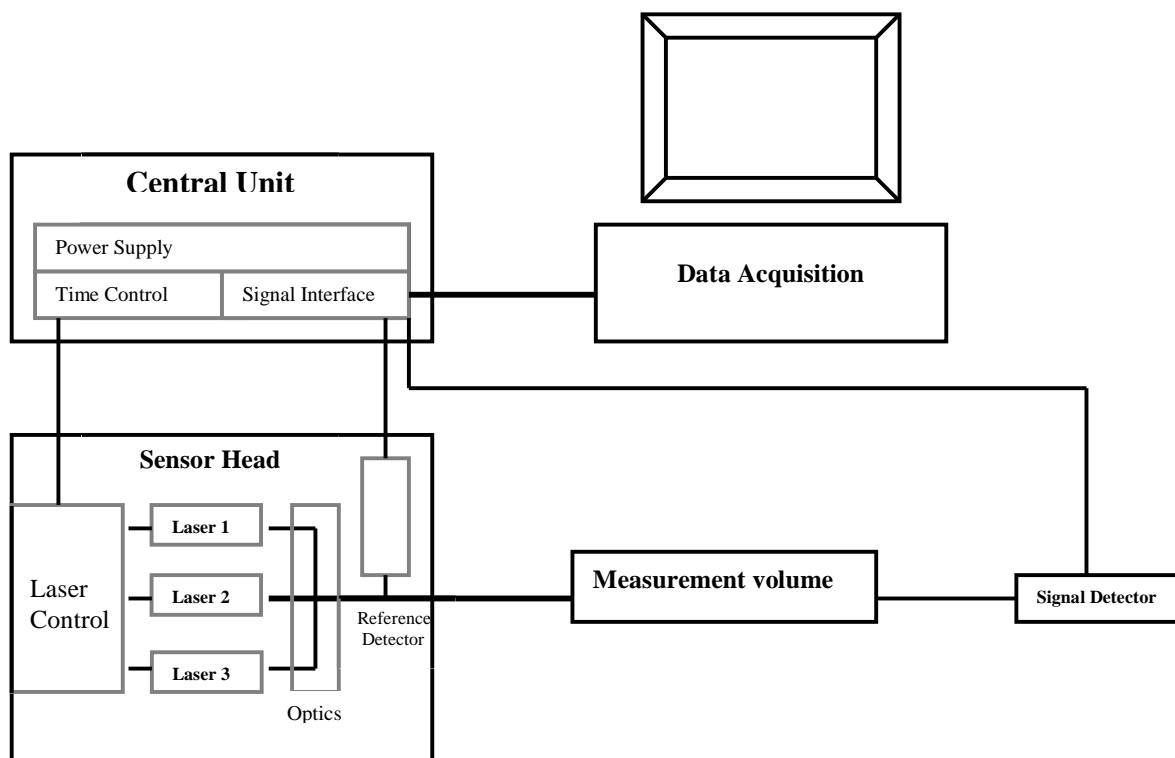 Central Unit
Power Supply
Time Control
Signal Interface
Data Acquisition
Sensor Head
Laser
Control
Laser 1
Laser 2
Laser 3
Optics
Reference
Detector
Measurement volume
Signal Detector